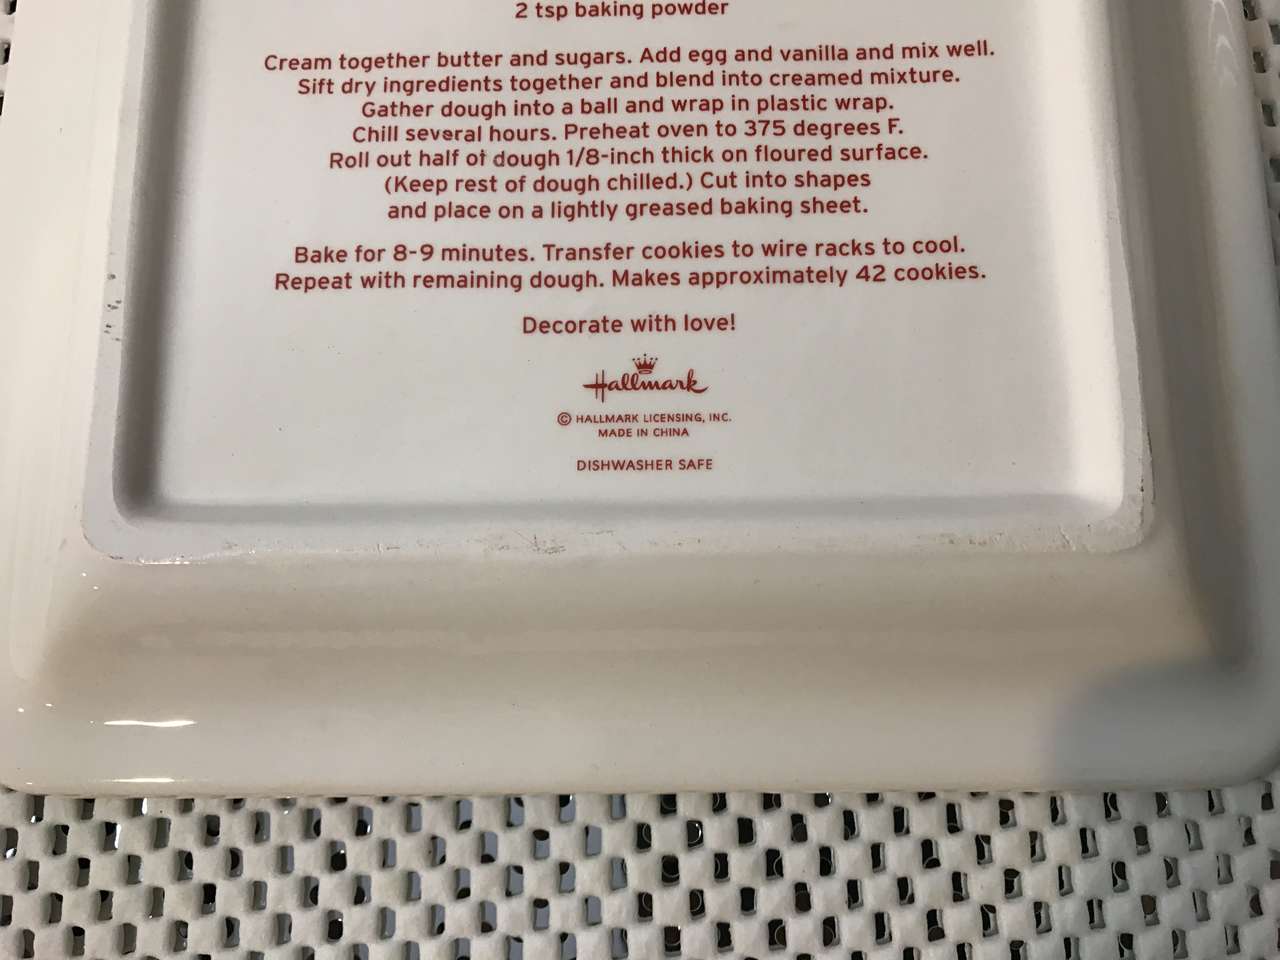 2 tsp baking powder
Cream together butter and sugars. Add egg and vanilla and mix well.
Sift dry ingredients together and blend into creamed mixture.
Gather dough into a ball and wrap in plastic wrap.
Chill several hours. Preheat oven to 375 degrees F.
Roll out half of dough 1/8-inch thick on floured surface.
(Keep rest of dough chilled.) Cut into shapes
and place on a lightly greased baking sheet.
Bake for 8-9 minutes. Transfer cookies to wire racks to cool.
Repeat with remaining dough. Makes approximately 42 cookies.
Decorate with love!
Hallmark
© HALLMARK LICENSING, INC.
MADE IN CHINA
DISHWASHER SAFE